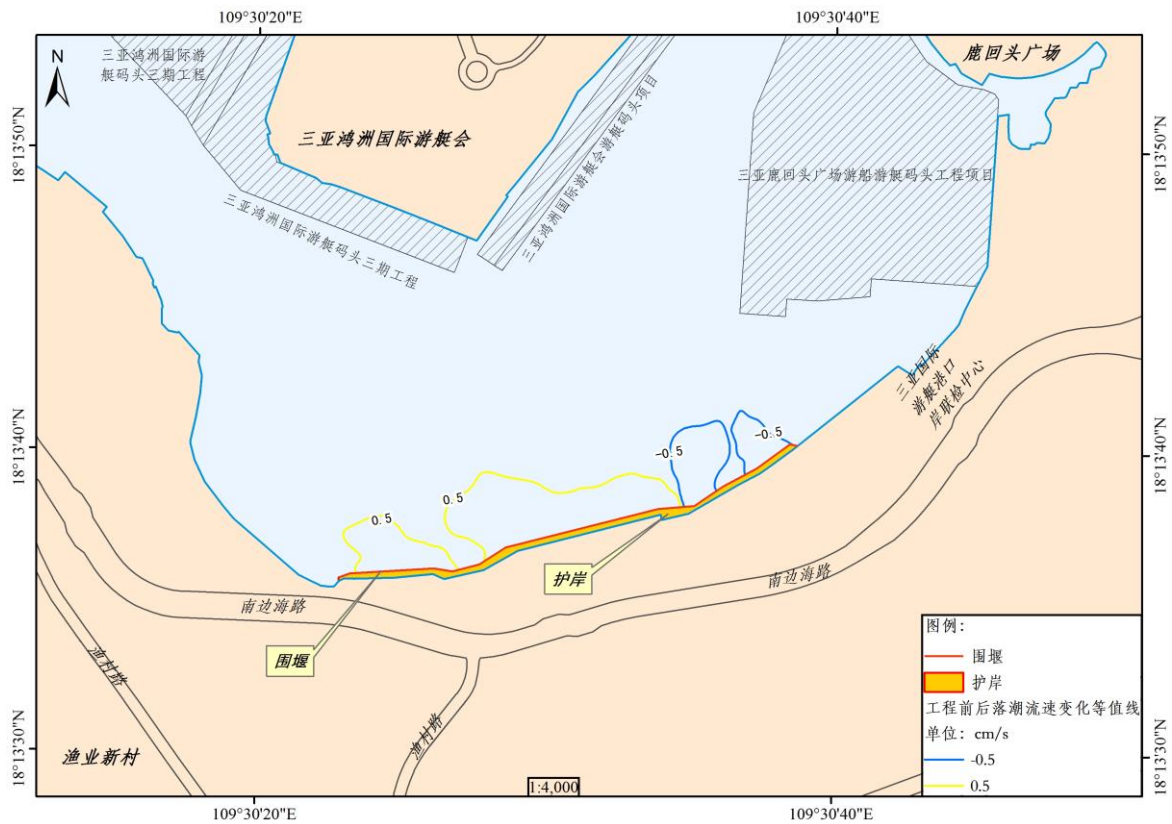 109°30'20"E
109°30'40"E
三亚鸿洲国际游
艇码头三期工程
鹿回头广场
N
三亚鸿洲国际游艇会
三亚鸿洲国际游艇会游艇码头项目
18°13'50"N
18°13'50"N
三亚鹿回头广场游船游艇码头工程项目
三亚鸿洲国际游艇码头三期工程
三亚国际
游艇港口
岸联检中心
18°13'40"N
18°13'40"N
-0.5
-0.5
0.5
0.5
护岸
南边海路
南边海路
围堰
渔村路
渔村路
渔业新村
18°13'30"N
18°13'30"N
图例:
围堰
护岸
工程前后落潮流速变化等值线
单位: cm/s
-0.5
0.5
1:4,000
109°30'20"E
109°30'40"E